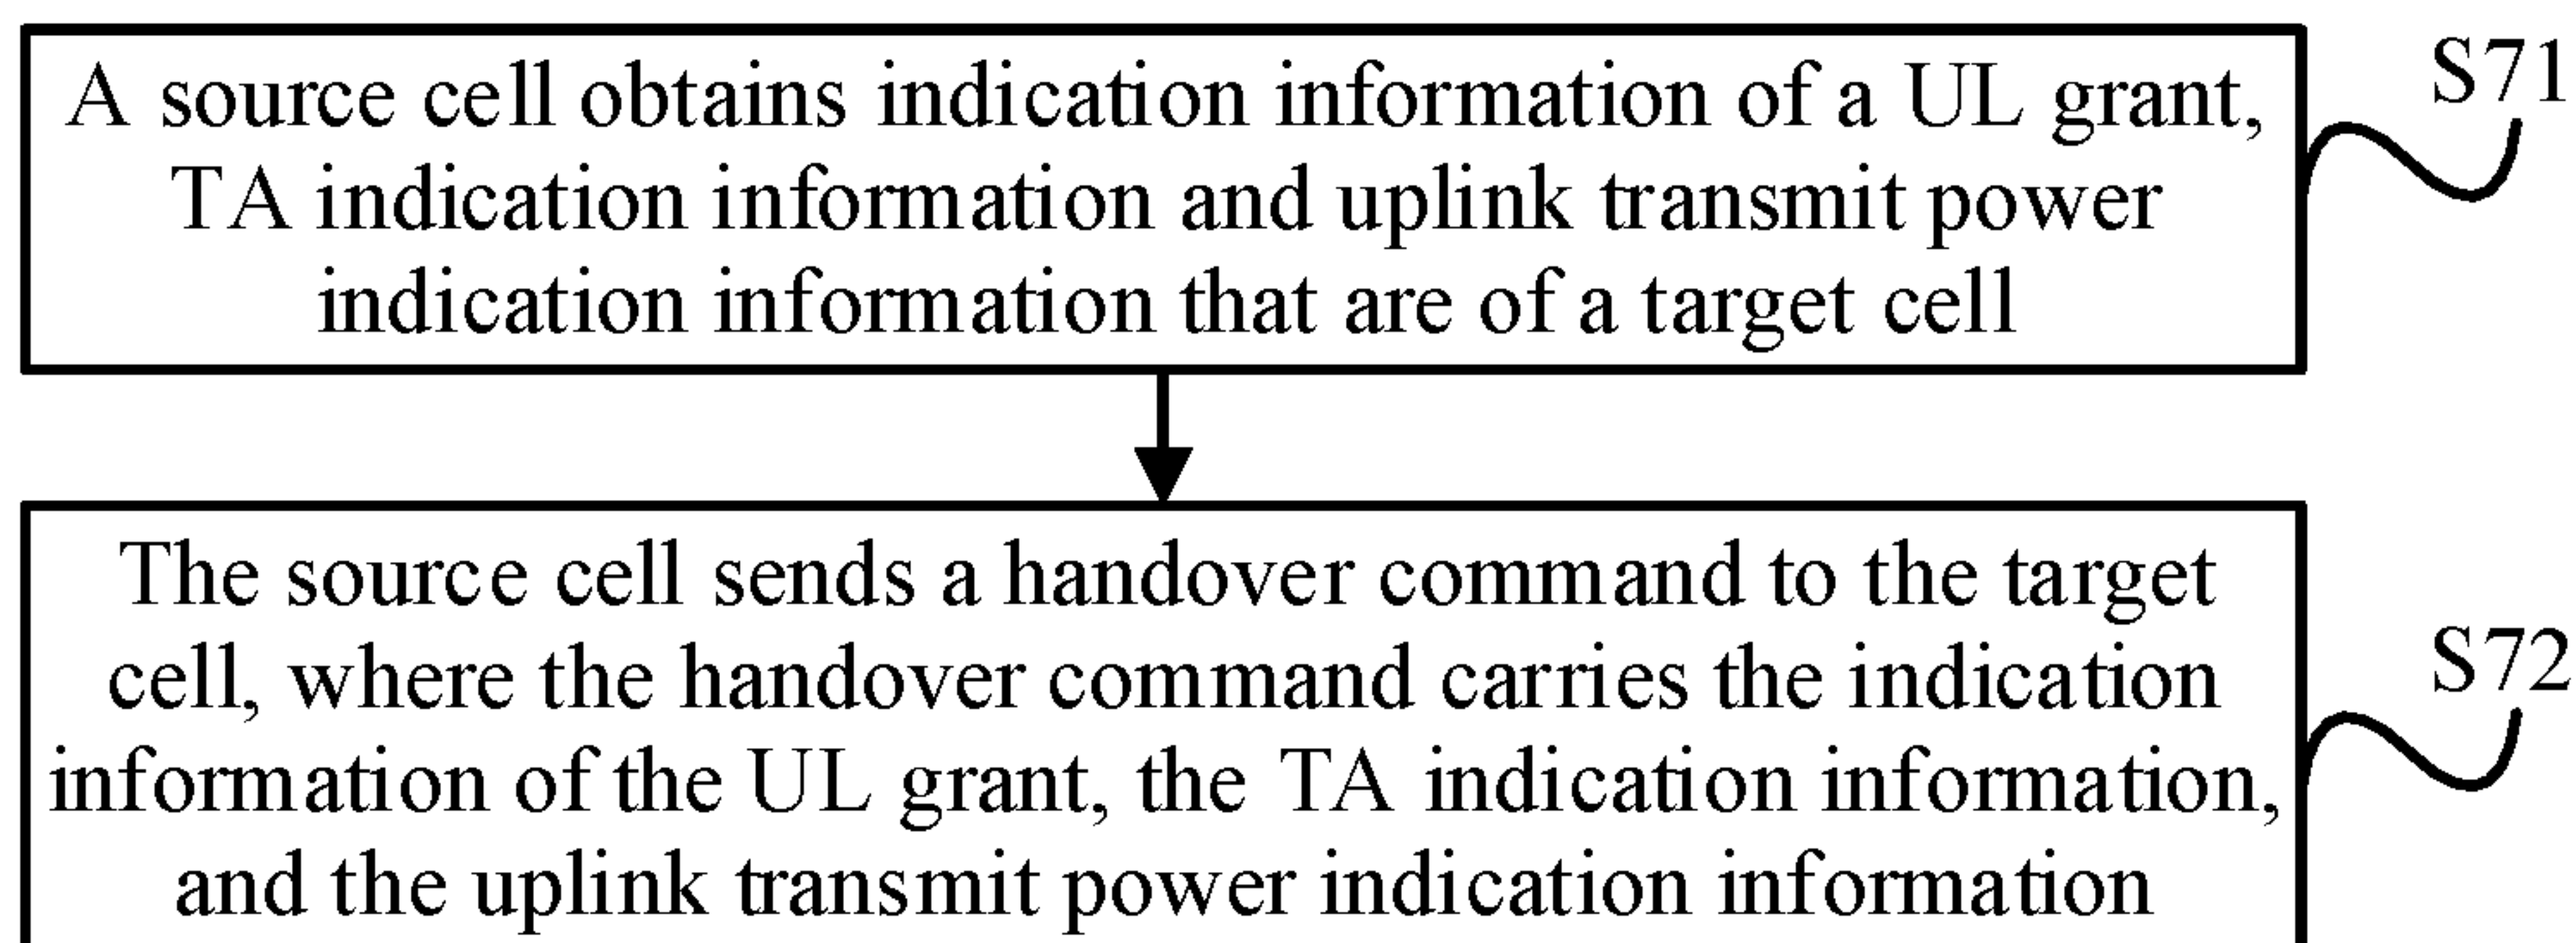 A source cell obtains indication information of a UL grant,
TA indication information and uplink transmit power
indication information that are of a target cell
S71
The source cell sends a handover command to the target
cell, where the handover command carries the indication
information of the UL grant, the TA indication information,
and the uplink transmit power indication information
S72